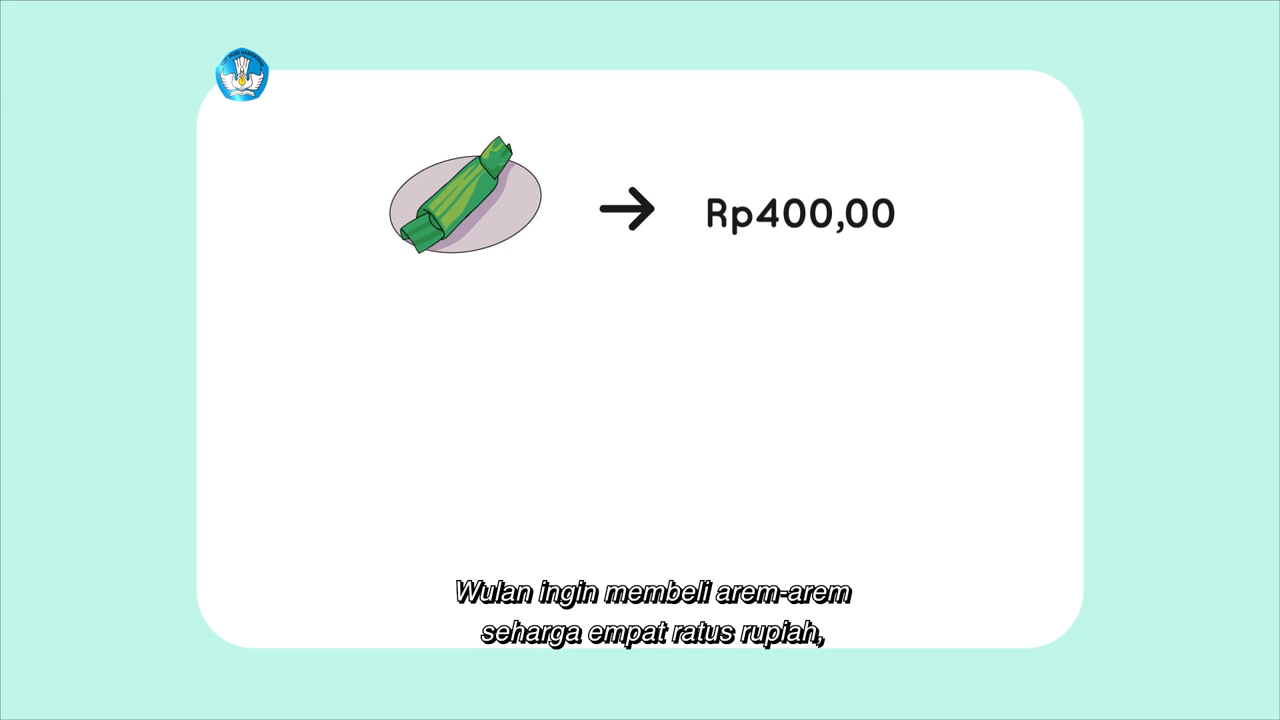 Rp400,00
Wulan ingin membeli arem-arem
seharga empat ratus rupiah,